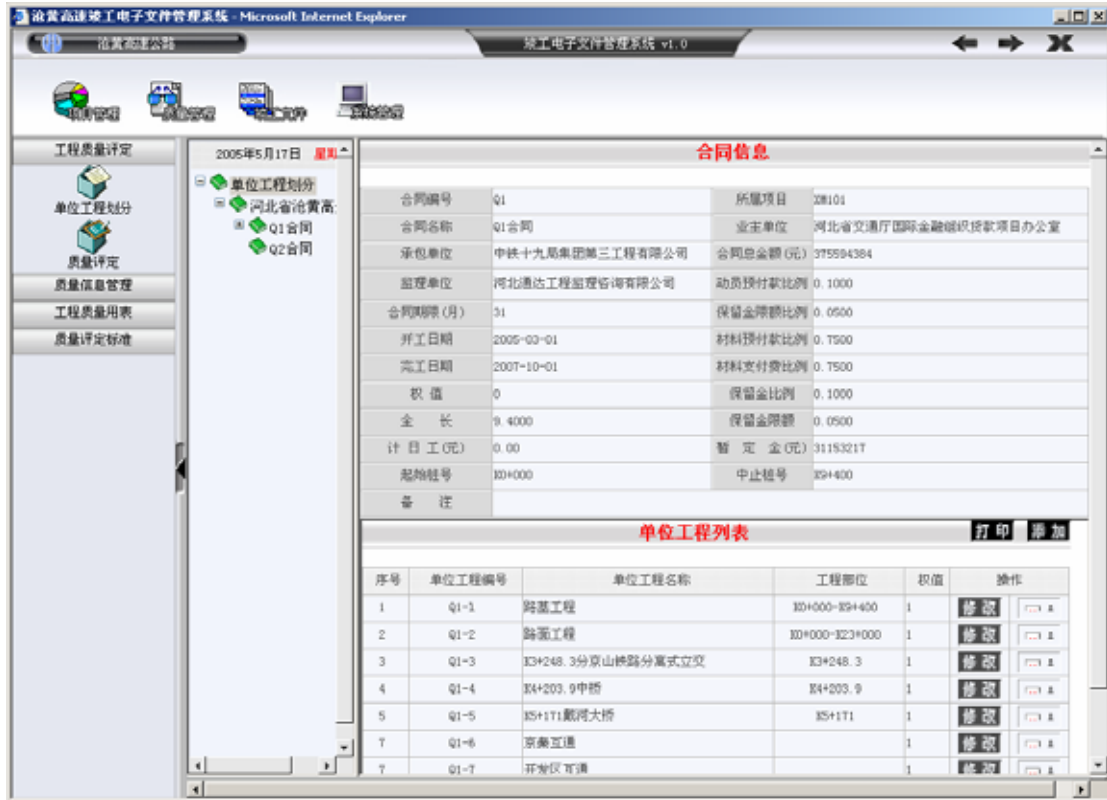 沧黄高速竣工电子文件管理系统 - Microsoft Internet Explorer
沧黄高速公路 竣工电子文件管理系统 v1.0
项目管理 质量管理 竣工文件 系统管理
工程质量评定
单位工程划分
质量评定
质量信息管理
工程质量用表
质量评定标准
2005年5月17日
单位工程划分
河北省沧黄高
Q1合同
Q2合同
合同信息
合同编号 Q1 所属项目 XM101
合同名称 Q1合同 业主单位 河北省交通厅国际金融组织贷款项目办公室
承包单位 中铁十九局集团第三工程有限公司 合同总金额(元) 375594384
监理单位 河北通达工程监理咨询有限公司 动员预付款比例 0.1000
合同期限(月) 31 保留金限额比例 0.0500
开工日期 2005-03-01 材料预付款比例 0.7500
完工日期 2007-10-01 材料支付费比例 0.7500
权 值 0 保留金比例 0.1000
全 长 9.4000 保留金限额 0.0500
计 日 工(元) 0.00 暂 定 金(元) 31153217
起始桩号 K0+000 中止桩号 K9+400
备 注
单位工程列表 打印 添加
序号 单位工程编号 单位工程名称 工程部位 权值 操作
1 Q1-1 路基工程 K0+000-K9+400 1 修改
2 Q1-2 路面工程 K0+000-K23+000 1 修改
3 Q1-3 K3+248.3分京山铁路分离式立交 K3+248.3 1 修改
4 Q1-4 K4+203.9中桥 K4+203.9 1 修改
5 Q1-5 K5+171戴河大桥 K5+171 1 修改
7 Q1-6 京秦互通 1 修改
7 Q1-7 开发区互通 1 修改